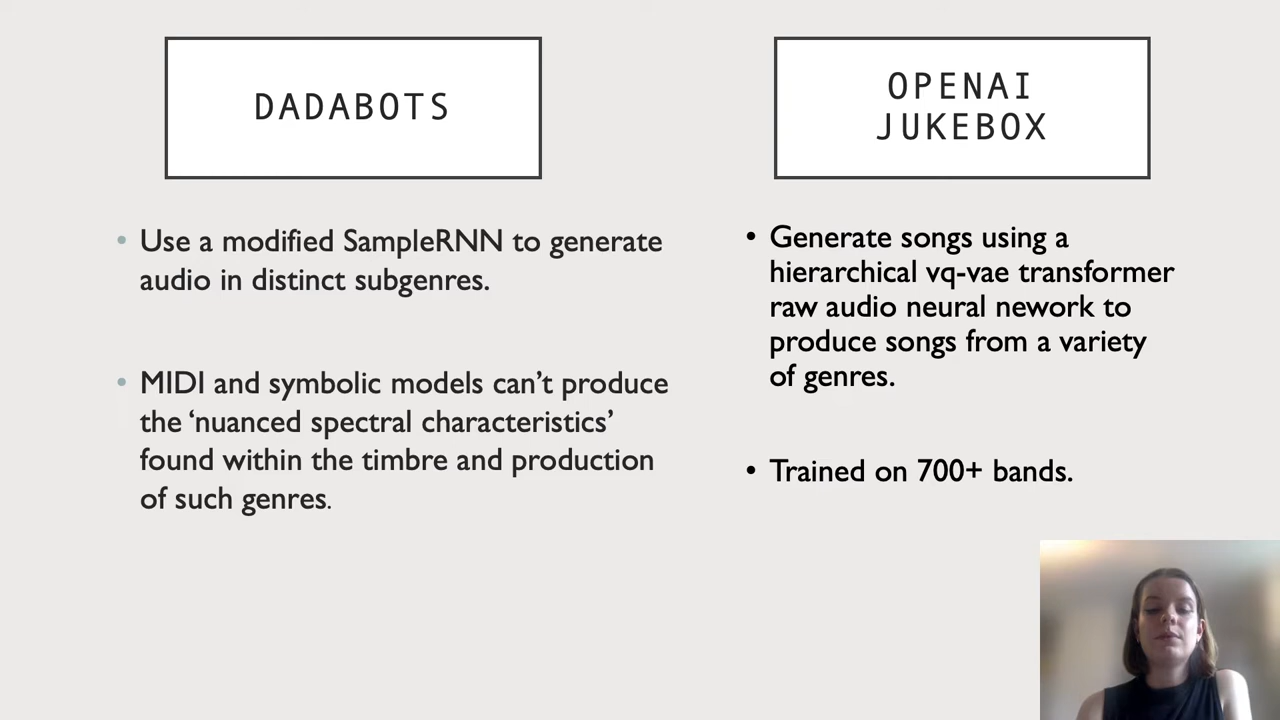 DADABOTS
• Use a modified SampleRNN to generate
audio in distinct subgenres.
• MIDI and symbolic models can’t produce
the ‘nuanced spectral characteristics’
found within the timbre and production
of such genres.
OPENAI
JUKEBOX
• Generate songs using a
hierarchical vq-vae transformer
raw audio neural nework to
produce songs from a variety
of genres.
• Trained on 700+ bands.